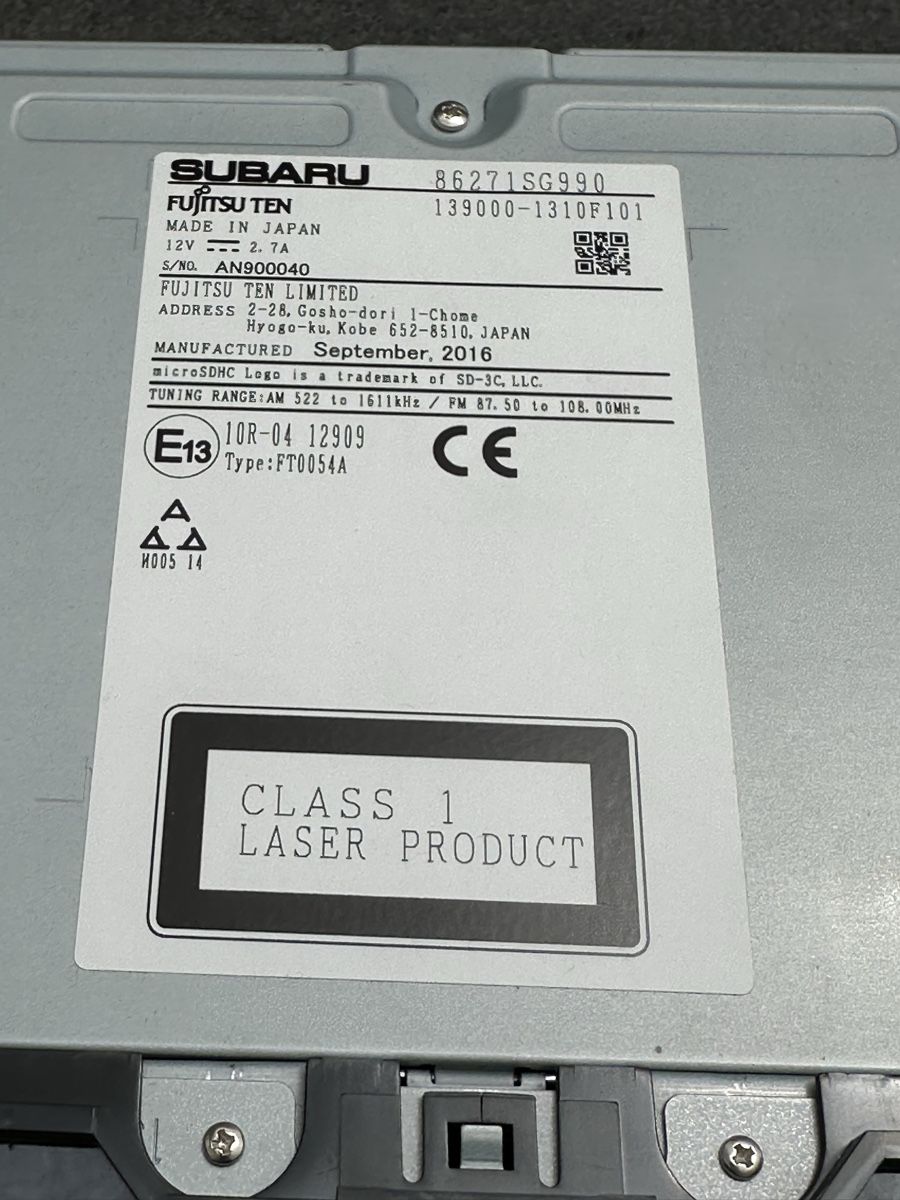 SUBARU 86271SG990
FUJITSU TEN 139000-1310F101
MADE IN JAPAN
12V 2.7A
S/NO. AN900040
FUJITSU TEN LIMITED
ADDRESS 2-28, Gosho-dori 1-Chome
Hyogo-ku, Kobe 652-8510, JAPAN
MANUFACTURED September, 2016
microSDHC Logo is a trademark of SD-3C, LLC.
TUNING RANGE:AM 522 to 1611kHz / FM 87.50 to 108.00MHz
E13 10R-04 12909
Type:FT0054A
CE
A
A A
H005 14
CLASS 1
LASER PRODUCT